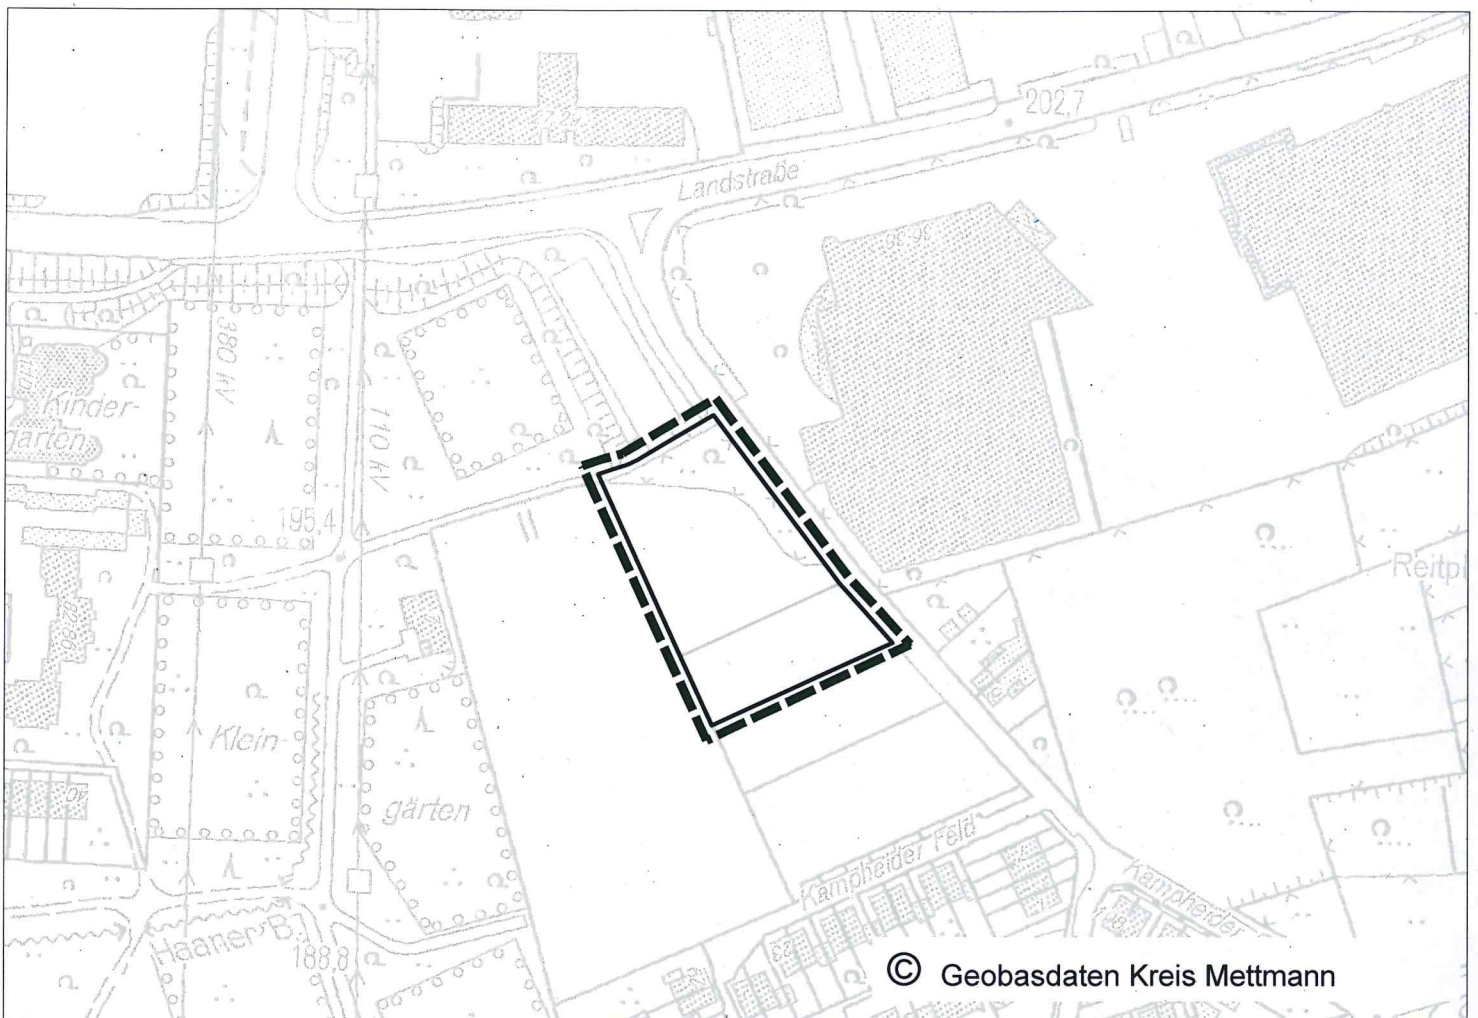 202,7
Landstraße
380 kV
110 kV
Kinder-
garten
195,4
Reitpl
Klein-
gärten
Kampheider Feld
Kampheider
Haaner B.
188,8
© Geobasdaten Kreis Mettmann